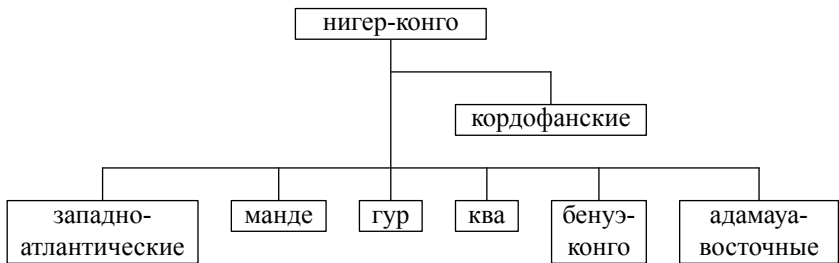 нигер-конго
кордофанские
западно-
атлантические
манде
гур
ква
бенуэ-
конго
адамауа-
восточные